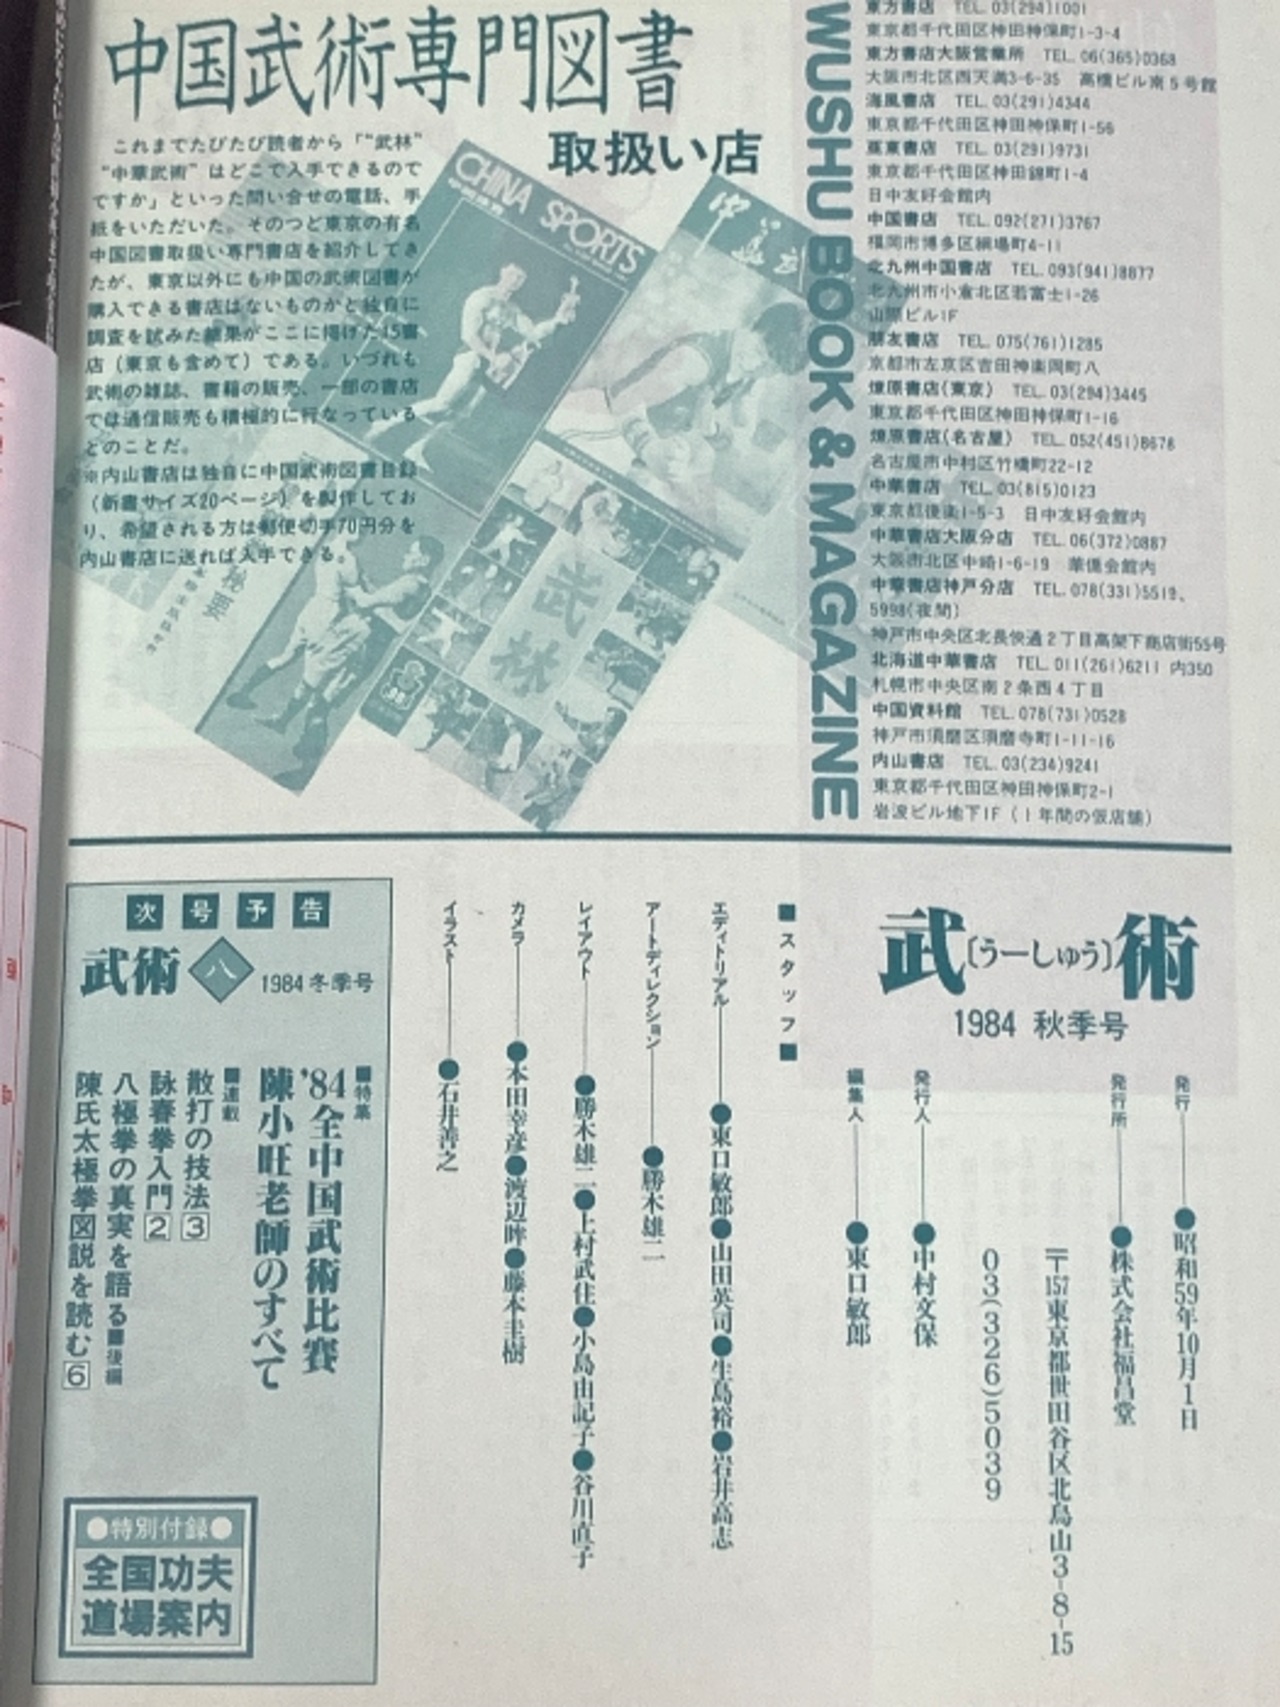 中国武術専門図書
取扱い店
これまでたびたび読者から「“武林”
“中華武術”はどこで入手できるので
ですか」といった問い合せの電話、手
紙をいただいた。そのつど東京の有名
中国図書取扱い専門書店を紹介してき
たが、東京以外にも中国の武術図書が
購入できる書店はないものかと独自に
調査を試みた結果がここに掲げた15書
店（東京も含めて）である。いづれも
武術の雑誌、書籍の販売、一部の書店
では通信販売も積極的に行なっている
とのことだ。
※内山書店は独自に中国武術図書目録
（新書サイズ20ページ）を製作してお
り、希望される方は郵便切手70円分を
内山書店に送れば入手できる。
CHINA SPORTS
武林
WUSHU BOOK & MAGAZINE
東方書店　TEL.03(294)1001
東京都千代田区神田神保町1-3-4
東方書店大阪営業所　TEL.06(365)0368
大阪市北区西天満3-6-35　高橋ビル南5号館
海風書店　TEL.03(291)4344
東京都千代田区神田神保町1-56
亜東書店　TEL.03(291)9731
東京都千代田区神田錦町1-4
日中友好会館内
中国書店　TEL.092(271)3767
福岡市博多区綱場町4-11
北九州中国書店　TEL.093(941)8877
北九州市小倉北区若富士1-26
山際ビル1F
朋友書店　TEL.075(761)1285
京都市左京区吉田神楽岡町八
燎原書店(東京)　TEL.03(294)3445
東京都千代田区神田神保町1-16
燎原書店(名古屋)　TEL.052(451)8678
名古屋市中村区竹橋町22-12
中華書店　TEL.03(815)0123
東京都後楽1-5-3　日中友好会館内
中華書店大阪分店　TEL.06(372)0887
大阪市北区中崎1-6-19　華僑会館内
中華書店神戸分店　TEL.078(331)5519、
5998(夜間)
神戸市中央区北長狭通2丁目高架下商店街55号
北海道中華書店　TEL.011(261)6211 内350
札幌市中央区南2条西4丁目
中国資料館　TEL.078(731)0528
神戸市須磨区須磨寺町1-11-16
内山書店　TEL.03(234)9241
東京都千代田区神田神保町2-1
岩波ビル地下1F（1年間の仮店舗）
武〔うーしゅう〕術
1984 秋季号
発行●昭和59年10月1日
発行所●株式会社福昌堂
〒157東京都世田谷区北烏山3-8-15
03(326)5039
発行人●中村文保
編集人●東口敏郎
■スタッフ■
エディトリアル●東口敏郎●山田英司●生島裕●岩井高志
アートディレクション●勝木雄二
レイアウト●勝木雄二●上村武住●小島由記子●谷川直子
カメラ●本田幸彦●渡辺眸●藤本圭樹
イラスト●石井善之
次号予告
武術 八 1984冬季号
■特集
'84全中国武術比賽
陳小旺老師のすべて
■連載
散打の技法3
詠春拳入門2
八極拳の真実を語る■後編
陳氏太極拳図説を読む6
●特別付録●
全国功夫
道場案内